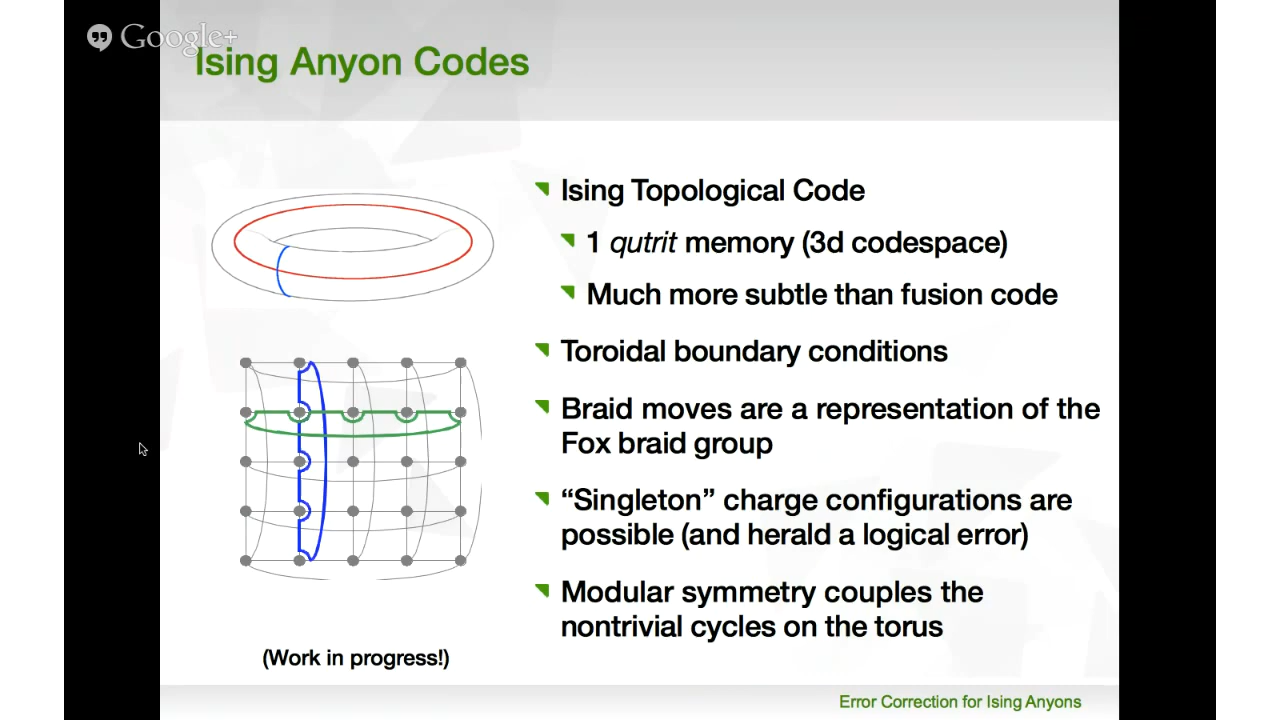 Google+
Ising Anyon Codes
Ising Topological Code
1 qutrit memory (3d codespace)
Much more subtle than fusion code
Toroidal boundary conditions
Braid moves are a representation of the
Fox braid group
“Singleton” charge configurations are
possible (and herald a logical error)
Modular symmetry couples the
nontrivial cycles on the torus
(Work in progress!)
Error Correction for Ising Anyons